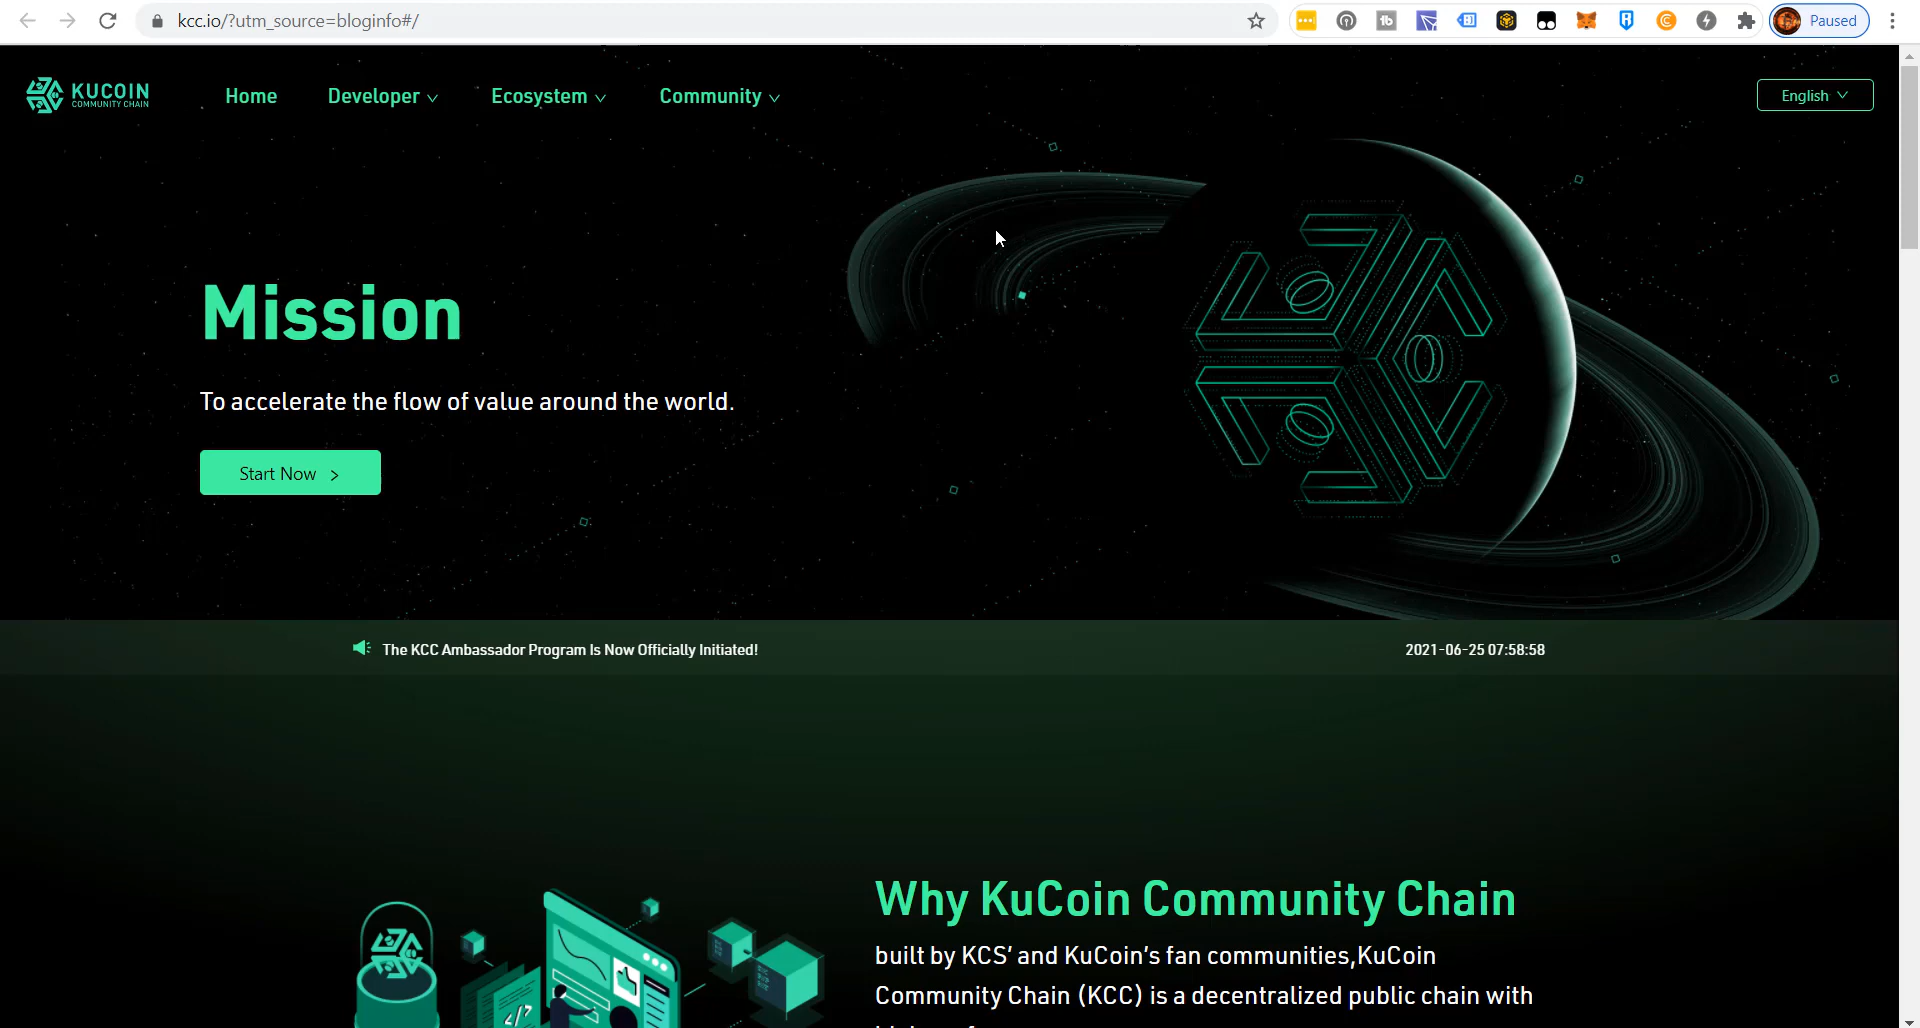 kcc.io/?utm_source=bloginfo#/
Paused
KUCOIN
COMMUNITY CHAIN
Home
Developer
Ecosystem
Community
English
Mission
To accelerate the flow of value around the world.
Start Now >
The KCC Ambassador Program Is Now Officially Initiated!
2021-06-25 07:58:58
Why KuCoin Community Chain
built by KCS' and KuCoin's fan communities,KuCoin
Community Chain (KCC) is a decentralized public chain with